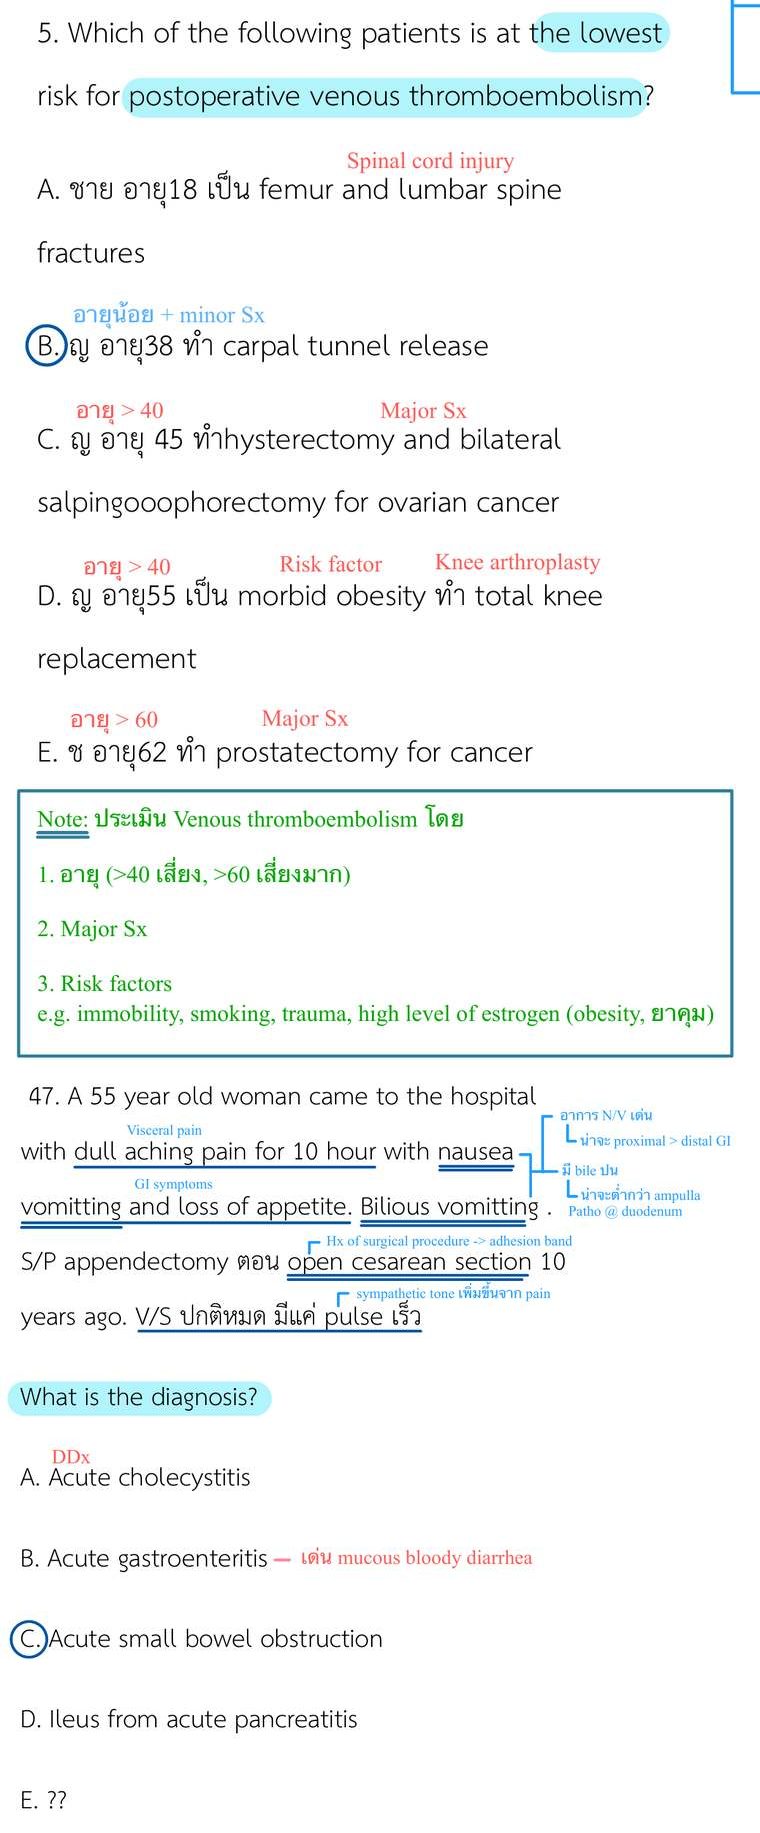 5. Which of the following patients is at the lowest
risk for postoperative venous thromboembolism?
Spinal cord injury
A. ชาย อายุ18 เป็น femur and lumbar spine
fractures
อายุน้อย + minor Sx
B. ญ อายุ38 ทำ carpal tunnel release
อายุ > 40 Major Sx
C. ญ อายุ 45 ทำhysterectomy and bilateral
salpingooophorectomy for ovarian cancer
อายุ > 40 Risk factor Knee arthroplasty
D. ญ อายุ55 เป็น morbid obesity ทำ total knee
replacement
อายุ > 60 Major Sx
E. ช อายุ62 ทำ prostatectomy for cancer
Note: ประเมิน Venous thromboembolism โดย
1. อายุ (>40 เสี่ยง, >60 เสี่ยงมาก)
2. Major Sx
3. Risk factors
e.g. immobility, smoking, trauma, high level of estrogen (obesity, ยาคุม)
47. A 55 year old woman came to the hospital
อาการ N/V เด่น
Visceral pain
น่าจะ proximal > distal GI
with dull aching pain for 10 hour with nausea
มี bile ปน
GI symptoms
น่าจะต่ำกว่า ampulla
vomitting and loss of appetite. Bilious vomitting .
Patho @ duodenum
Hx of surgical procedure -> adhesion band
S/P appendectomy ตอน open cesarean section 10
sympathetic tone เพิ่มขึ้นจาก pain
years ago. V/S ปกติหมด มีแค่ pulse เร็ว
What is the diagnosis?
DDx
A. Acute cholecystitis
B. Acute gastroenteritis — เด่น mucous bloody diarrhea
C. Acute small bowel obstruction
D. Ileus from acute pancreatitis
E. ??